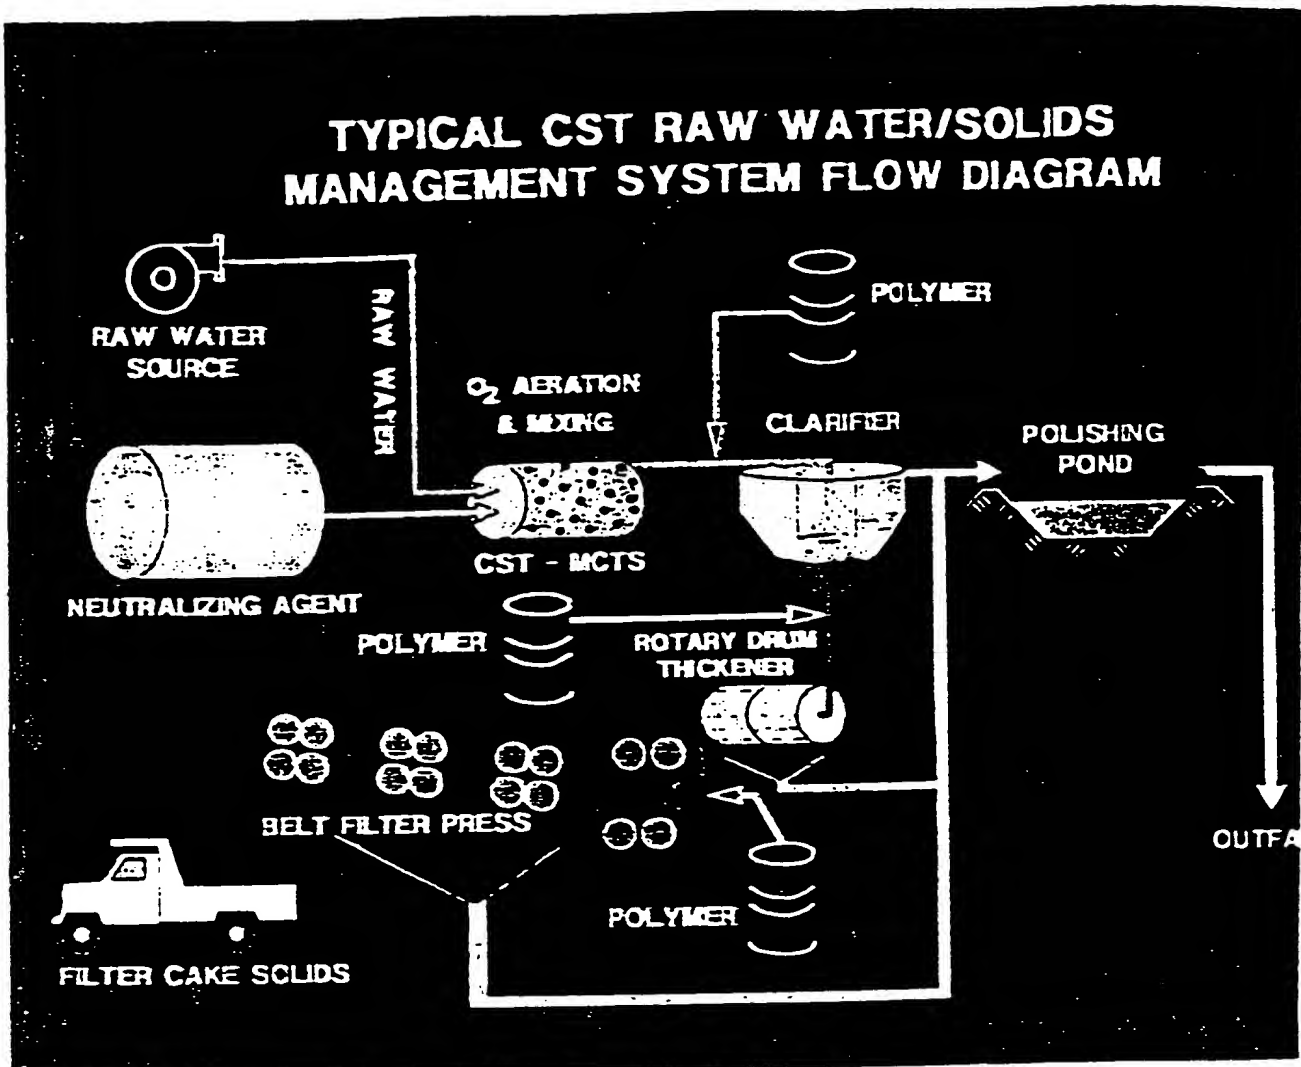 TYPICAL CST RAW WATER/SOLIDS
MANAGEMENT SYSTEM FLOW DIAGRAM
RAW WATER
SOURCE
RAW WATER
POLYMER
O₂ AERATION
& MIXING
CLARIFIER
POLISHING
POND
CST - MCTS
NEUTRALIZING AGENT
POLYMER
ROTARY DRUM
THICKENER
BELT FILTER PRESS
OUTFA
POLYMER
FILTER CAKE SOLIDS